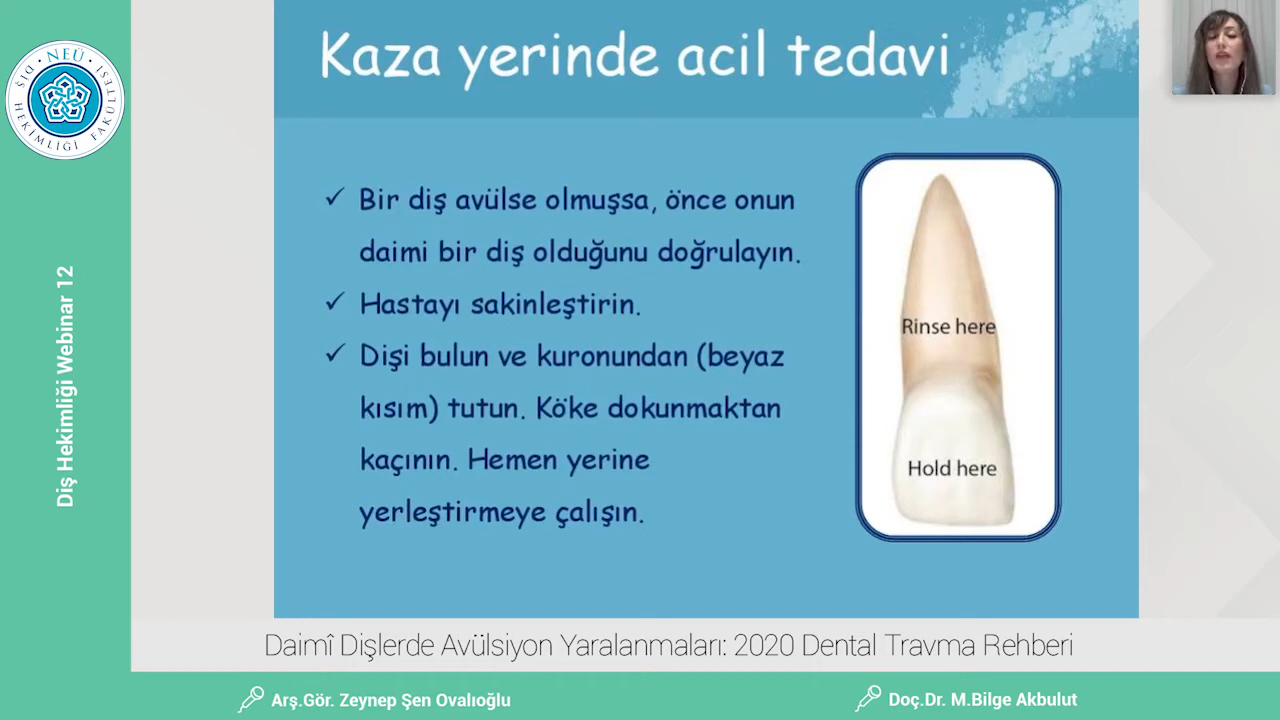 NEÜ
DİŞ HEKİMLİĞİ FAKÜLTESİ
Diş Hekimliği Webinar 12
Kaza yerinde acil tedavi
✓ Bir diş avülse olmuşsa, önce onun
daimi bir diş olduğunu doğrulayın.
✓ Hastayı sakinleştirin.
✓ Dişi bulun ve kuronundan (beyaz
kısım) tutun. Köke dokunmaktan
kaçının. Hemen yerine
yerleştirmeye çalışın.
Rinse here
Hold here
Daimî Dişlerde Avülsiyon Yaralanmaları: 2020 Dental Travma Rehberi
Arş.Gör. Zeynep Şen Ovalıoğlu
Doç.Dr. M.Bilge Akbulut